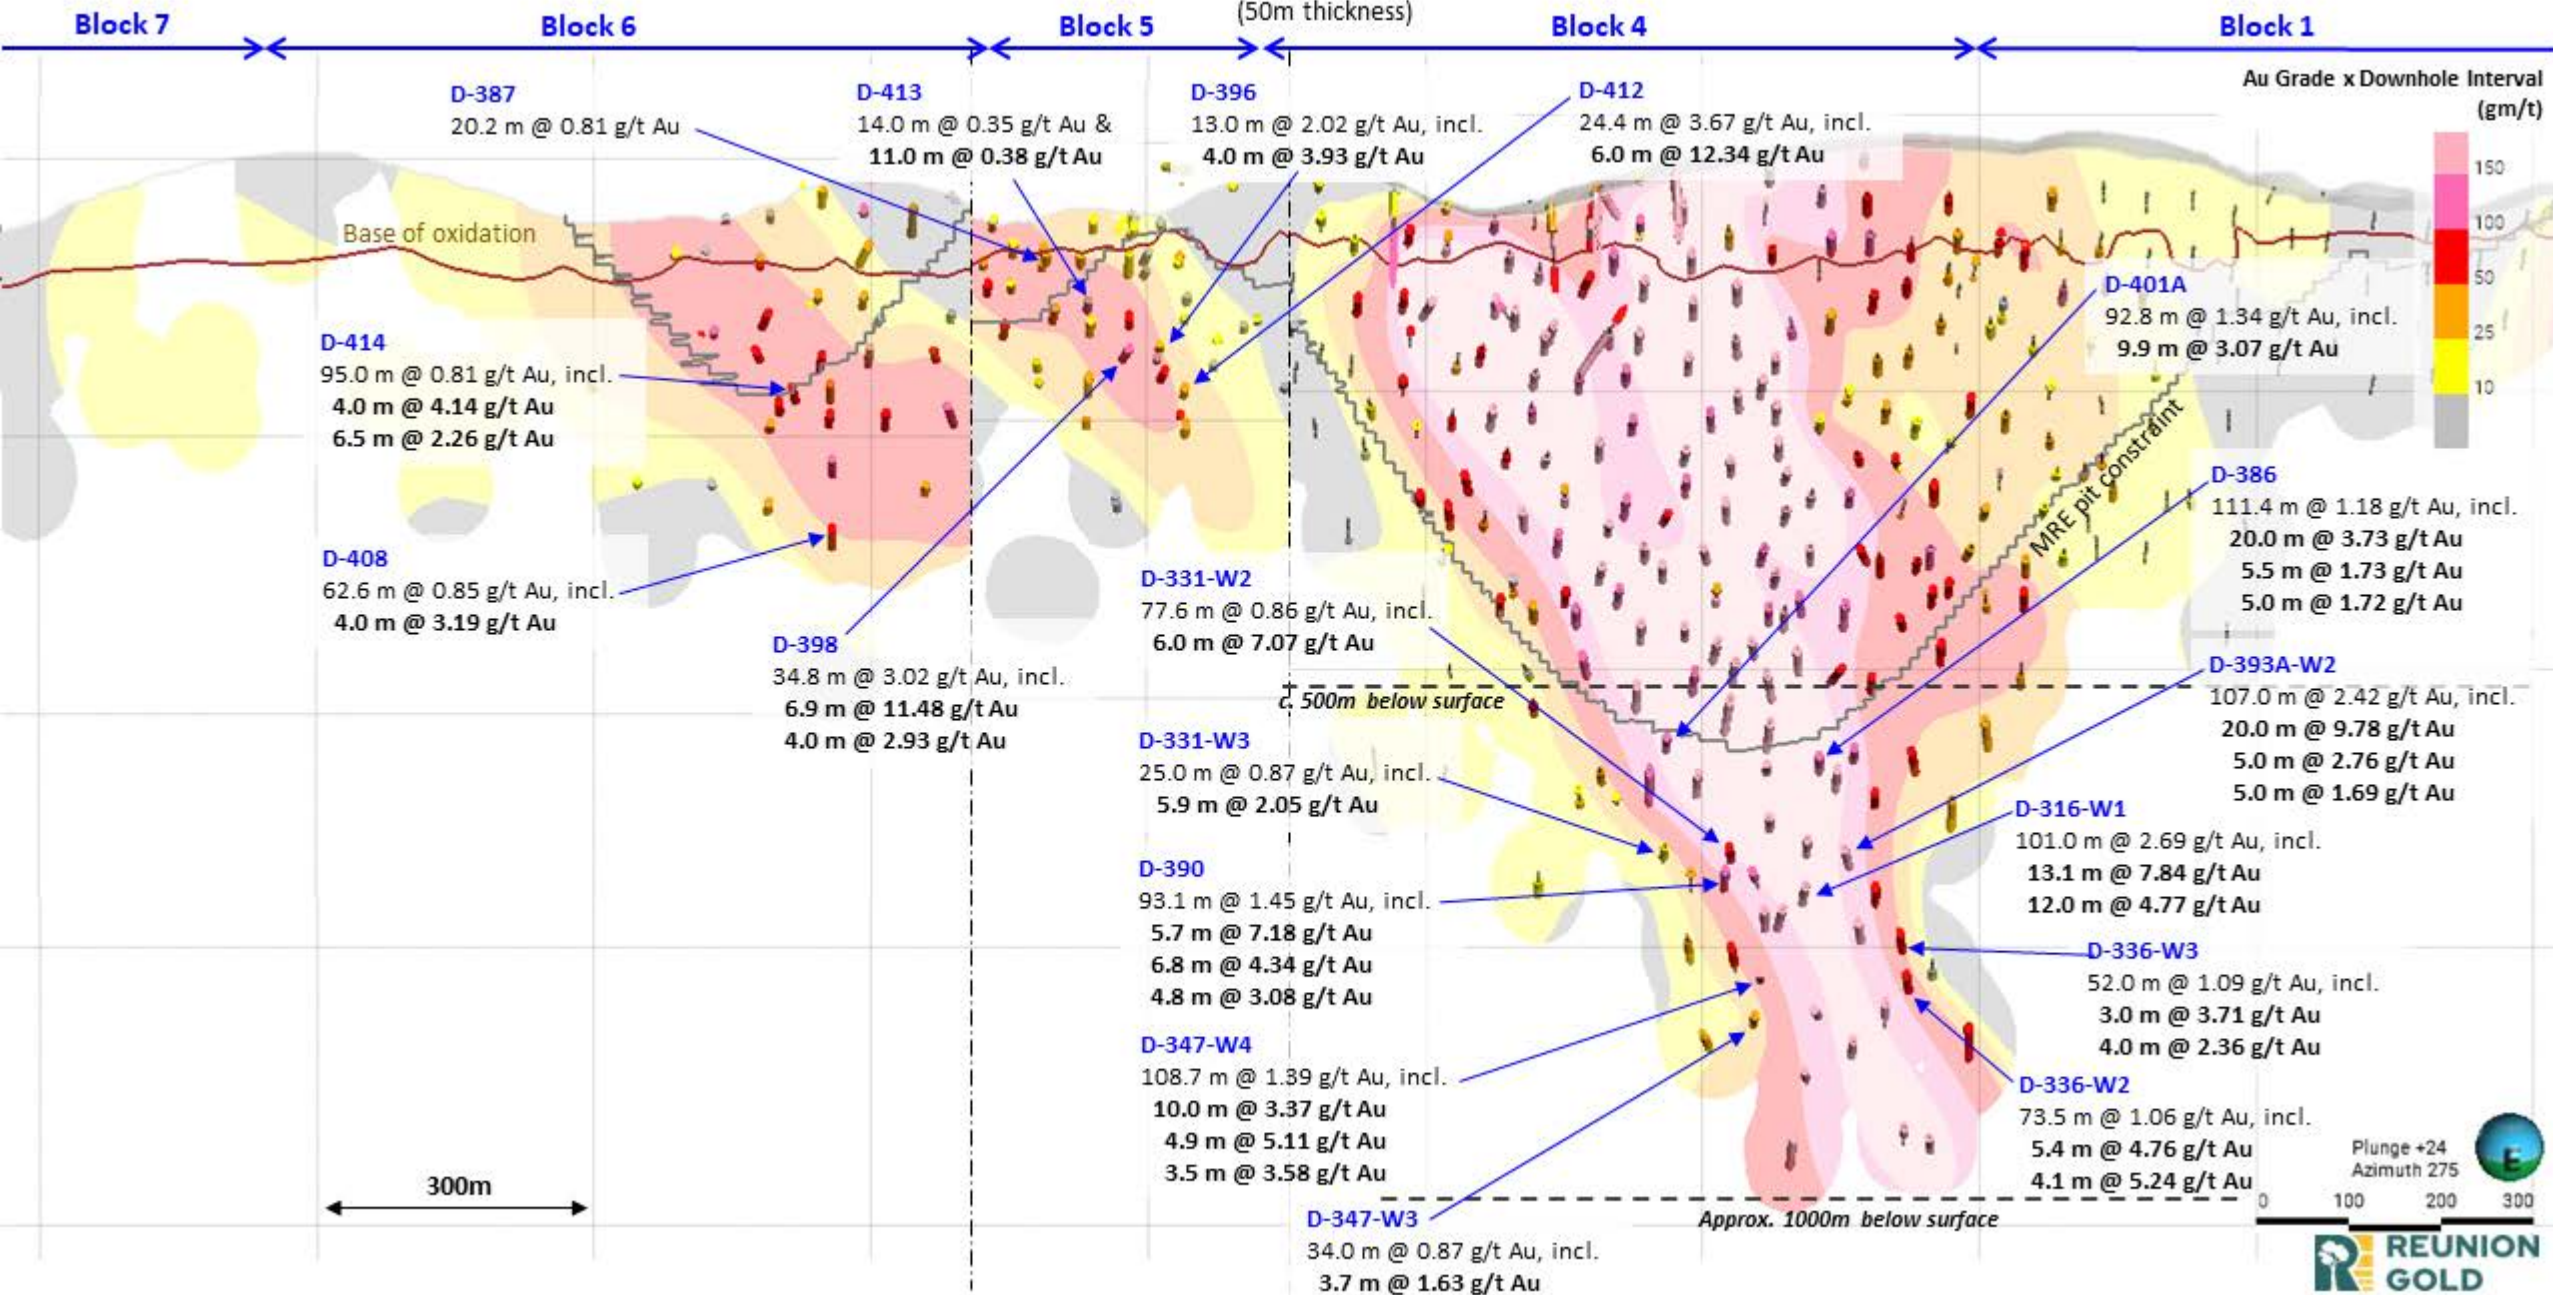 (50m thickness)
Block 7
Block 6
Block 5
Block 4
Block 1
Au Grade x Downhole Interval
(gm/t)
150
100
50
25
10
D-387
20.2 m @ 0.81 g/t Au
D-413
14.0 m @ 0.35 g/t Au &
11.0 m @ 0.38 g/t Au
D-396
13.0 m @ 2.02 g/t Au, incl.
4.0 m @ 3.93 g/t Au
D-412
24.4 m @ 3.67 g/t Au, incl.
6.0 m @ 12.34 g/t Au
Base of oxidation
D-401A
92.8 m @ 1.34 g/t Au, incl.
9.9 m @ 3.07 g/t Au
D-414
95.0 m @ 0.81 g/t Au, incl.
4.0 m @ 4.14 g/t Au
6.5 m @ 2.26 g/t Au
MRE pit constraint
D-386
111.4 m @ 1.18 g/t Au, incl.
20.0 m @ 3.73 g/t Au
5.5 m @ 1.73 g/t Au
5.0 m @ 1.72 g/t Au
D-408
62.6 m @ 0.85 g/t Au, incl.
4.0 m @ 3.19 g/t Au
D-331-W2
77.6 m @ 0.86 g/t Au, incl.
6.0 m @ 7.07 g/t Au
D-398
34.8 m @ 3.02 g/t Au, incl.
6.9 m @ 11.48 g/t Au
4.0 m @ 2.93 g/t Au
c. 500m below surface
D-393A-W2
107.0 m @ 2.42 g/t Au, incl.
20.0 m @ 9.78 g/t Au
5.0 m @ 2.76 g/t Au
5.0 m @ 1.69 g/t Au
D-331-W3
25.0 m @ 0.87 g/t Au, incl.
5.9 m @ 2.05 g/t Au
D-316-W1
101.0 m @ 2.69 g/t Au, incl.
13.1 m @ 7.84 g/t Au
12.0 m @ 4.77 g/t Au
D-390
93.1 m @ 1.45 g/t Au, incl.
5.7 m @ 7.18 g/t Au
6.8 m @ 4.34 g/t Au
4.8 m @ 3.08 g/t Au
D-336-W3
52.0 m @ 1.09 g/t Au, incl.
3.0 m @ 3.71 g/t Au
4.0 m @ 2.36 g/t Au
D-347-W4
108.7 m @ 1.39 g/t Au, incl.
10.0 m @ 3.37 g/t Au
4.9 m @ 5.11 g/t Au
3.5 m @ 3.58 g/t Au
D-336-W2
73.5 m @ 1.06 g/t Au, incl.
5.4 m @ 4.76 g/t Au
4.1 m @ 5.24 g/t Au
300m
D-347-W3
34.0 m @ 0.87 g/t Au, incl.
3.7 m @ 1.63 g/t Au
Approx. 1000m below surface
Plunge +24
Azimuth 275
E
0 100 200 300
REUNION
GOLD